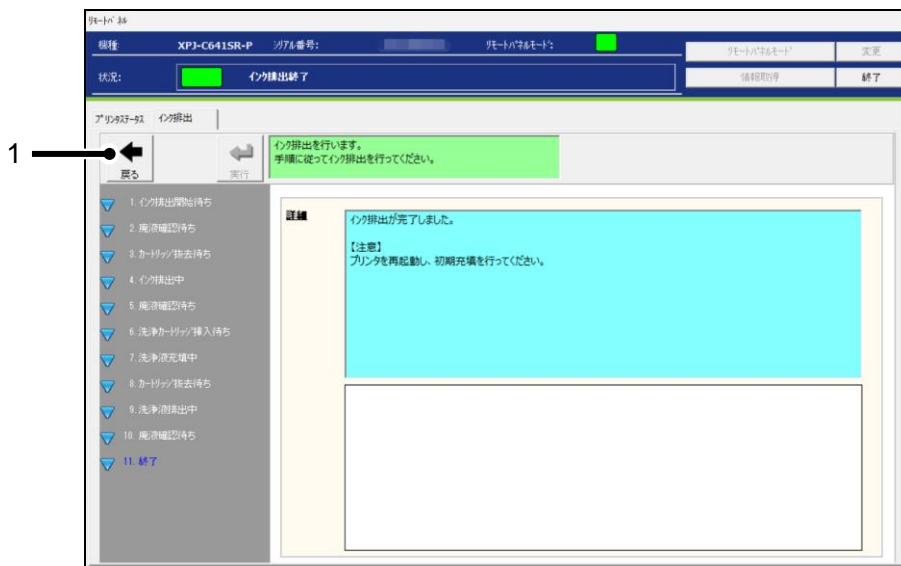 リモートパネル
機種: XPJ-C641SR-P シリアル番号: リモートパネルモード:
リモートパネルモード 変更
状況: インク排出終了
情報取得 終了
プリンタステータス インク排出
1
戻る 実行
インク排出を行います。
手順に従ってインク排出を行ってください。
1. インク排出開始待ち
2. 廃液確認待ち
3. カートリッジ抜去待ち
4. インク排出中
5. 廃液確認待ち
6. 洗浄カートリッジ挿入待ち
7. 洗浄液充填中
8. カートリッジ抜去待ち
9. 洗浄液排出中
10. 廃液確認待ち
11. 終了
詳細
インク排出が完了しました。
【注意】
プリンタを再起動し、初期充填を行ってください。